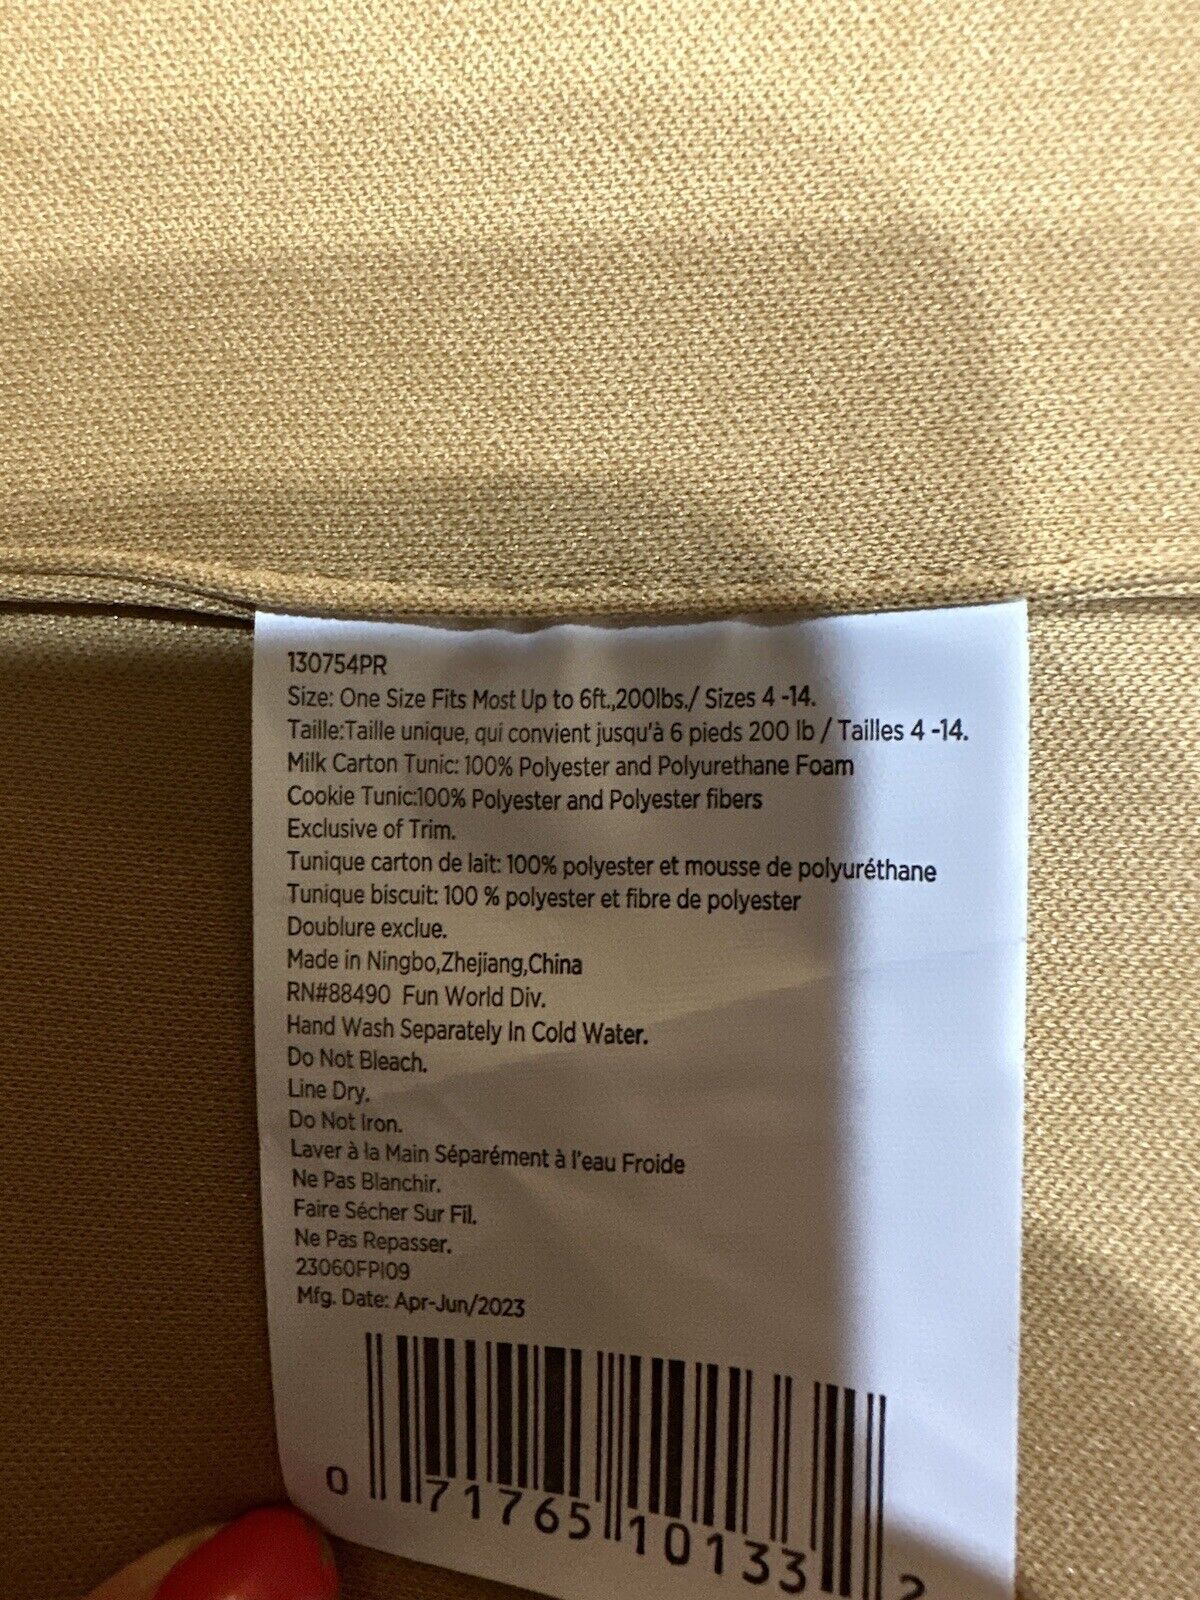 130754PR
Size: One Size Fits Most Up to 6ft.,200lbs./ Sizes 4 -14.
Taille:Taille unique, qui convient jusqu'à 6 pieds 200 lb / Tailles 4 -14.
Milk Carton Tunic: 100% Polyester and Polyurethane Foam
Cookie Tunic:100% Polyester and Polyester fibers
Exclusive of Trim.
Tunique carton de lait: 100% polyester et mousse de polyuréthane
Tunique biscuit: 100 % polyester et fibre de polyester
Doublure exclue.
Made in Ningbo,Zhejiang,China
RN#88490 Fun World Div.
Hand Wash Separately In Cold Water.
Do Not Bleach.
Line Dry.
Do Not Iron.
Laver à la Main Séparément à l'eau Froide
Ne Pas Blanchir.
Faire Sécher Sur Fil.
Ne Pas Repasser.
23060FPI09
Mfg. Date: Apr-Jun/2023
0 71765 10133 2